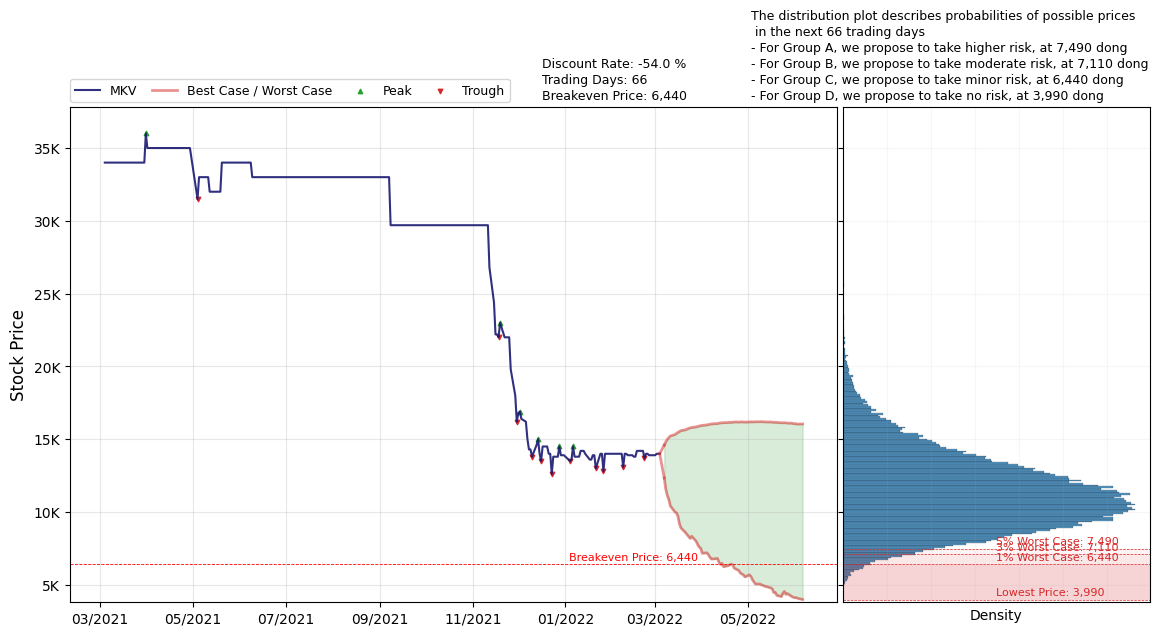 The distribution plot describes probabilities of possible prices
in the next 66 trading days
- For Group A, we propose to take higher risk, at 7,490 dong
- For Group B, we propose to take moderate risk, at 7,110 dong
- For Group C, we propose to take minor risk, at 6,440 dong
- For Group D, we propose to take no risk, at 3,990 dong
Discount Rate: -54.0 %
Trading Days: 66
Breakeven Price: 6,440
MKV
Best Case / Worst Case
Peak
Trough
Stock Price
35K
30K
25K
20K
15K
10K
5K
03/2021
05/2021
07/2021
09/2021
11/2021
01/2022
03/2022
05/2022
Breakeven Price: 6,440
5% Worst Case: 7,490
3% Worst Case: 7,110
1% Worst Case: 6,440
Lowest Price: 3,990
Density